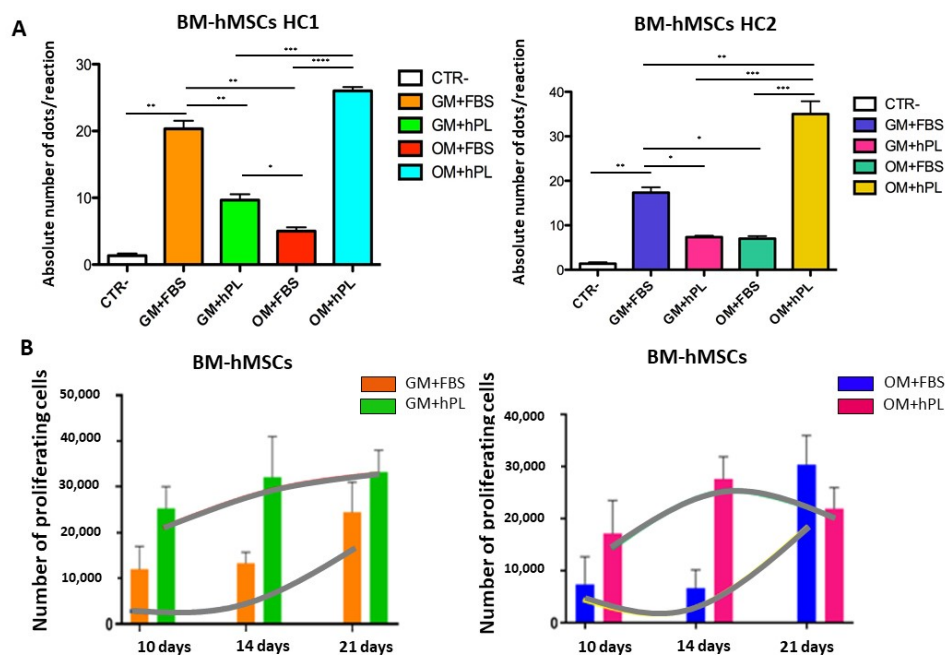 A
BM-hMSCs HC1
Absolute number of dots/reaction
30
20
10
0
**
**
**
*
***
****
CTR-
GM+FBS
GM+hPL
OM+FBS
OM+hPL
CTR-
GM+FBS
GM+hPL
OM+FBS
OM+hPL
BM-hMSCs HC2
Absolute number of dots/reaction
40
30
20
10
0
**
***
***
*
*
**
CTR-
GM+FBS
GM+hPL
OM+FBS
OM+hPL
CTR-
GM+FBS
GM+hPL
OM+FBS
OM+hPL
B
BM-hMSCs
GM+FBS
GM+hPL
Number of proliferating cells
50,000
40,000
30,000
20,000
10,000
0
10 days
14 days
21 days
BM-hMSCs
OM+FBS
OM+hPL
Number of proliferating cells
40,000
30,000
20,000
10,000
0
10 days
14 days
21 days